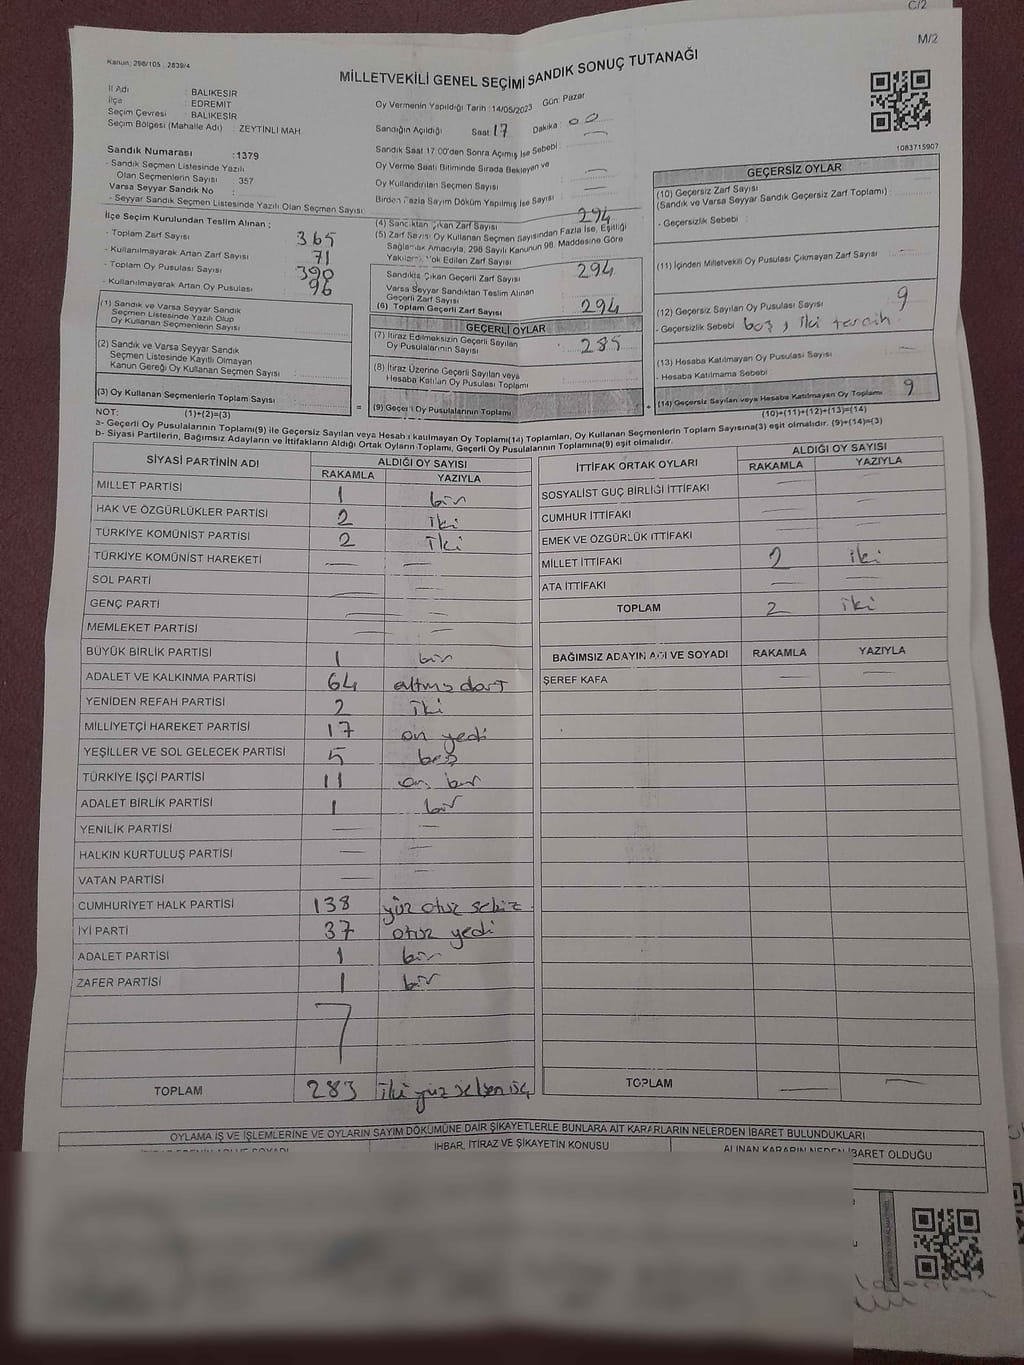 C/2
M/2
Kanun: 298/105 ; 2839/4
MİLLETVEKİLİ GENEL SEÇİMİ SANDIK SONUÇ TUTANAĞI
İl Adı : BALIKESİR
İlçe : EDREMIT
Seçim Çevresi : BALIKESİR
Seçim Bölgesi (Mahalle Adı) : ZEYTİNLİ MAH.
Sandık Numarası :1379
- Sandık Seçmen Listesinde Yazılı
Olan Seçmenlerin Sayısı : 357
Varsa Seyyar Sandık No :
- Seyyar Sandık Seçmen Listesinde Yazılı Olan Seçmen Sayısı:
İlçe Seçim Kurulundan Teslim Alınan ;
- Toplam Zarf Sayısı : 365
- Kullanılmayarak Artan Zarf Sayısı : 71
- Toplam Oy Pusulası Sayısı : 390
- Kullanılmayarak Artan Oy Pusulası : 96
(1) Sandık ve Varsa Seyyar Sandık
Seçmen Listesinde Yazılı Olup
Oy Kullanan Seçmenlerin Sayısı :
(2) Sandık ve Varsa Seyyar Sandık
Seçmen Listesinde Kayıtlı Olmayan
Kanun Gereği Oy Kullanan Seçmen Sayısı:
(3) Oy Kullanan Seçmenlerin Toplam Sayısı :
Oy Vermenin Yapıldığı Tarih :14/05/2023 Gün: Pazar
Sandığın Açıldığı Saat: 17 Dakika : 00
Sandık Saat 17:00'den Sonra Açımış İse Sebebi: —
Oy Verme Saati Bitiminde Sırada Bekleyen ve
Oy Kullandırılan Seçmen Sayısı : —
Birden Fazla Sayım Döküm Yapılmış İse Sayısı : —
(4) Sandıktan Çıkan Zarf Sayısı : 294
(5) Zarf Sayısı Oy Kullanan Seçmen Sayısından Fazla İse, Eşitliği
Sağlamak Amacıyla, 298 Sayılı Kanunun 98. Maddesine Göre
Yakılarak Yok Edilen Zarf Sayısı :
Sandıkta Çıkan Geçerli Zarf Sayısı : 294
Varsa Seyyar Sandıktan Teslim Alınan
Geçerli Zarf Sayısı :
(6) Toplam Geçerli Zarf Sayısı : 294
GEÇERLİ OYLAR
(7) İtiraz Edilmeksizin Geçerli Sayılan
Oy Pusulalarının Sayısı : 285
(8) İtiraz Üzerine Geçerli Sayılan veya
Hesaba Katılan Oy Pusulası Toplamı :
(9) Geçerli Oy Pusulalarının Toplamı
1083715907
GEÇERSİZ OYLAR
(10) Geçersiz Zarf Sayısı
(Sandık ve Varsa Seyyar Sandık Geçersiz Zarf Toplamı) :
- Geçersizlik Sebebi :
(11) İçinden Milletvekili Oy Pusulası Çıkmayan Zarf Sayısı :
(12) Geçersiz Sayılan Oy Pusulası Sayısı : 9
- Geçersizlik Sebebi : boş, iki tercih
(13) Hesaba Katılmayan Oy Pusulası Sayısı : —
- Hesaba Katılmama Sebebi :
(14) Geçersiz Sayılan veya Hesaba Katılmayan Oy Toplamı : 9
NOT: (1)+(2)=(3) (10)+(11)+(12)+(13)=(14)
a- Geçerli Oy Pusulalarının Toplamı(9) ile Geçersiz Sayılan veya Hesaba katılmayan Oy Toplamı(14) Toplamları, Oy Kullanan Seçmenlerin Toplam Sayısına(3) eşit olmalıdır. (9)+(14)=(3)
b- Siyasi Partilerin, Bağımsız Adayların ve İttifakların Aldığı Ortak Oyların Toplamı, Geçerli Oy Pusulalarının Toplamına(9) eşit olmalıdır.
SİYASİ PARTİNİN ADI ALDIĞI OY SAYISI
RAKAMLA YAZIYLA
MİLLET PARTİSİ 1 bir
HAK VE ÖZGÜRLÜKLER PARTİSİ 2 iki
TÜRKİYE KOMÜNİST PARTİSİ 2 iki
TÜRKİYE KOMÜNİST HAREKETİ — —
SOL PARTİ — —
GENÇ PARTİ — —
MEMLEKET PARTİSİ — —
BÜYÜK BİRLİK PARTİSİ 1 bir
ADALET VE KALKINMA PARTİSİ 64 altmış dört
YENİDEN REFAH PARTİSİ 2 iki
MİLLİYETÇİ HAREKET PARTİSİ 17 on yedi
YEŞİLLER VE SOL GELECEK PARTİSİ 5 beş
TÜRKİYE İŞÇİ PARTİSİ 11 on bir
ADALET BİRLİK PARTİSİ 1 bir
YENİLİK PARTİSİ — —
HALKIN KURTULUŞ PARTİSİ — —
VATAN PARTİSİ — —
CUMHURİYET HALK PARTİSİ 138 yüz otuz sekiz
İYİ PARTİ 37 otuz yedi
ADALET PARTİSİ 1 bir
ZAFER PARTİSİ 1 bir
TOPLAM 283 iki yüz seksen üç
İTTİFAK ORTAK OYLARI ALDIĞI OY SAYISI
RAKAMLA YAZIYLA
SOSYALİST GÜÇ BİRLİĞİ İTTİFAKI — —
CUMHUR İTTİFAKI — —
EMEK VE ÖZGÜRLÜK İTTİFAKI — —
MİLLET İTTİFAKI 2 iki
ATA İTTİFAKI — —
TOPLAM 2 iki
BAĞIMSIZ ADAYIN ADI VE SOYADI RAKAMLA YAZIYLA
ŞEREF KAFA — —
TOPLAM — —
OYLAMA İŞ VE İŞLEMLERİNE VE OYLARIN SAYIM DÖKÜMÜNE DAİR ŞİKAYETLERLE BUNLARA AİT KARARLARIN NELERDEN İBARET BULUNDUKLARI
İHBAR, İTİRAZ VE ŞİKAYETİN KONUSU
ALINAN KARARIN NEDEN İBARET OLDUĞU